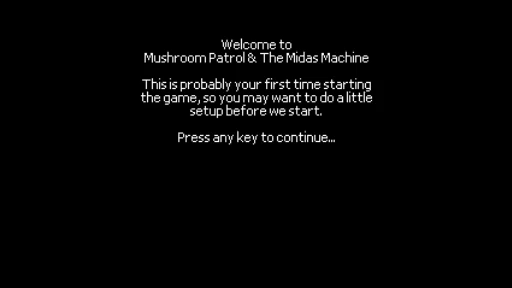 Welcome to
Mushroom Patrol & The Midas Machine
This is probably your first time starting
the game, so you may want to do a little
setup before we start.
Press any key to continue...